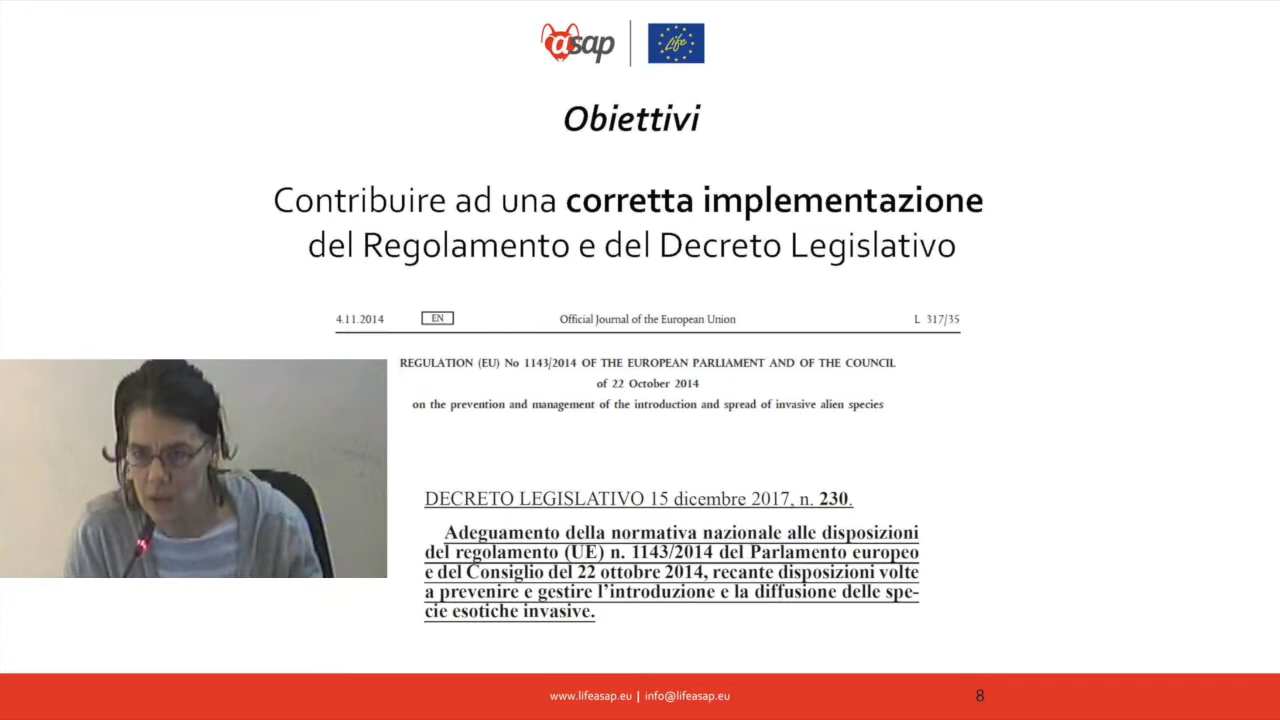 asap
Life
Obiettivi
Contribuire ad una corretta implementazione
del Regolamento e del Decreto Legislativo
4.11.2014 EN Official Journal of the European Union L 317/35
REGULATION (EU) No 1143/2014 OF THE EUROPEAN PARLIAMENT AND OF THE COUNCIL
of 22 October 2014
on the prevention and management of the introduction and spread of invasive alien species
DECRETO LEGISLATIVO 15 dicembre 2017, n. 230.
Adeguamento della normativa nazionale alle disposizioni
del regolamento (UE) n. 1143/2014 del Parlamento europeo
e del Consiglio del 22 ottobre 2014, recante disposizioni volte
a prevenire e gestire l'introduzione e la diffusione delle spe-
cie esotiche invasive.
www.lifeasap.eu | info@lifeasap.eu 8